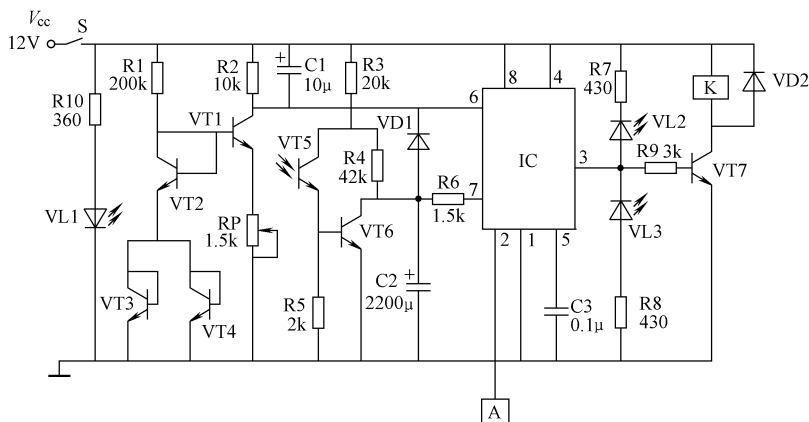 Vcc
12V
S
R1
200k
R2
10k
C1
10μ
R3
20k
R10
360
VT1
VT2
VT5
R4
42k
VD1
6
8
4
R7
430
VL2
K
VD2
IC
3
R9 3k
VT7
VL1
RP
1.5k
VT6
R6
1.5k
7
2
1
5
VL3
VT3
VT4
R5
2k
C2
2200μ
C3
0.1μ
R8
430
A
+
+